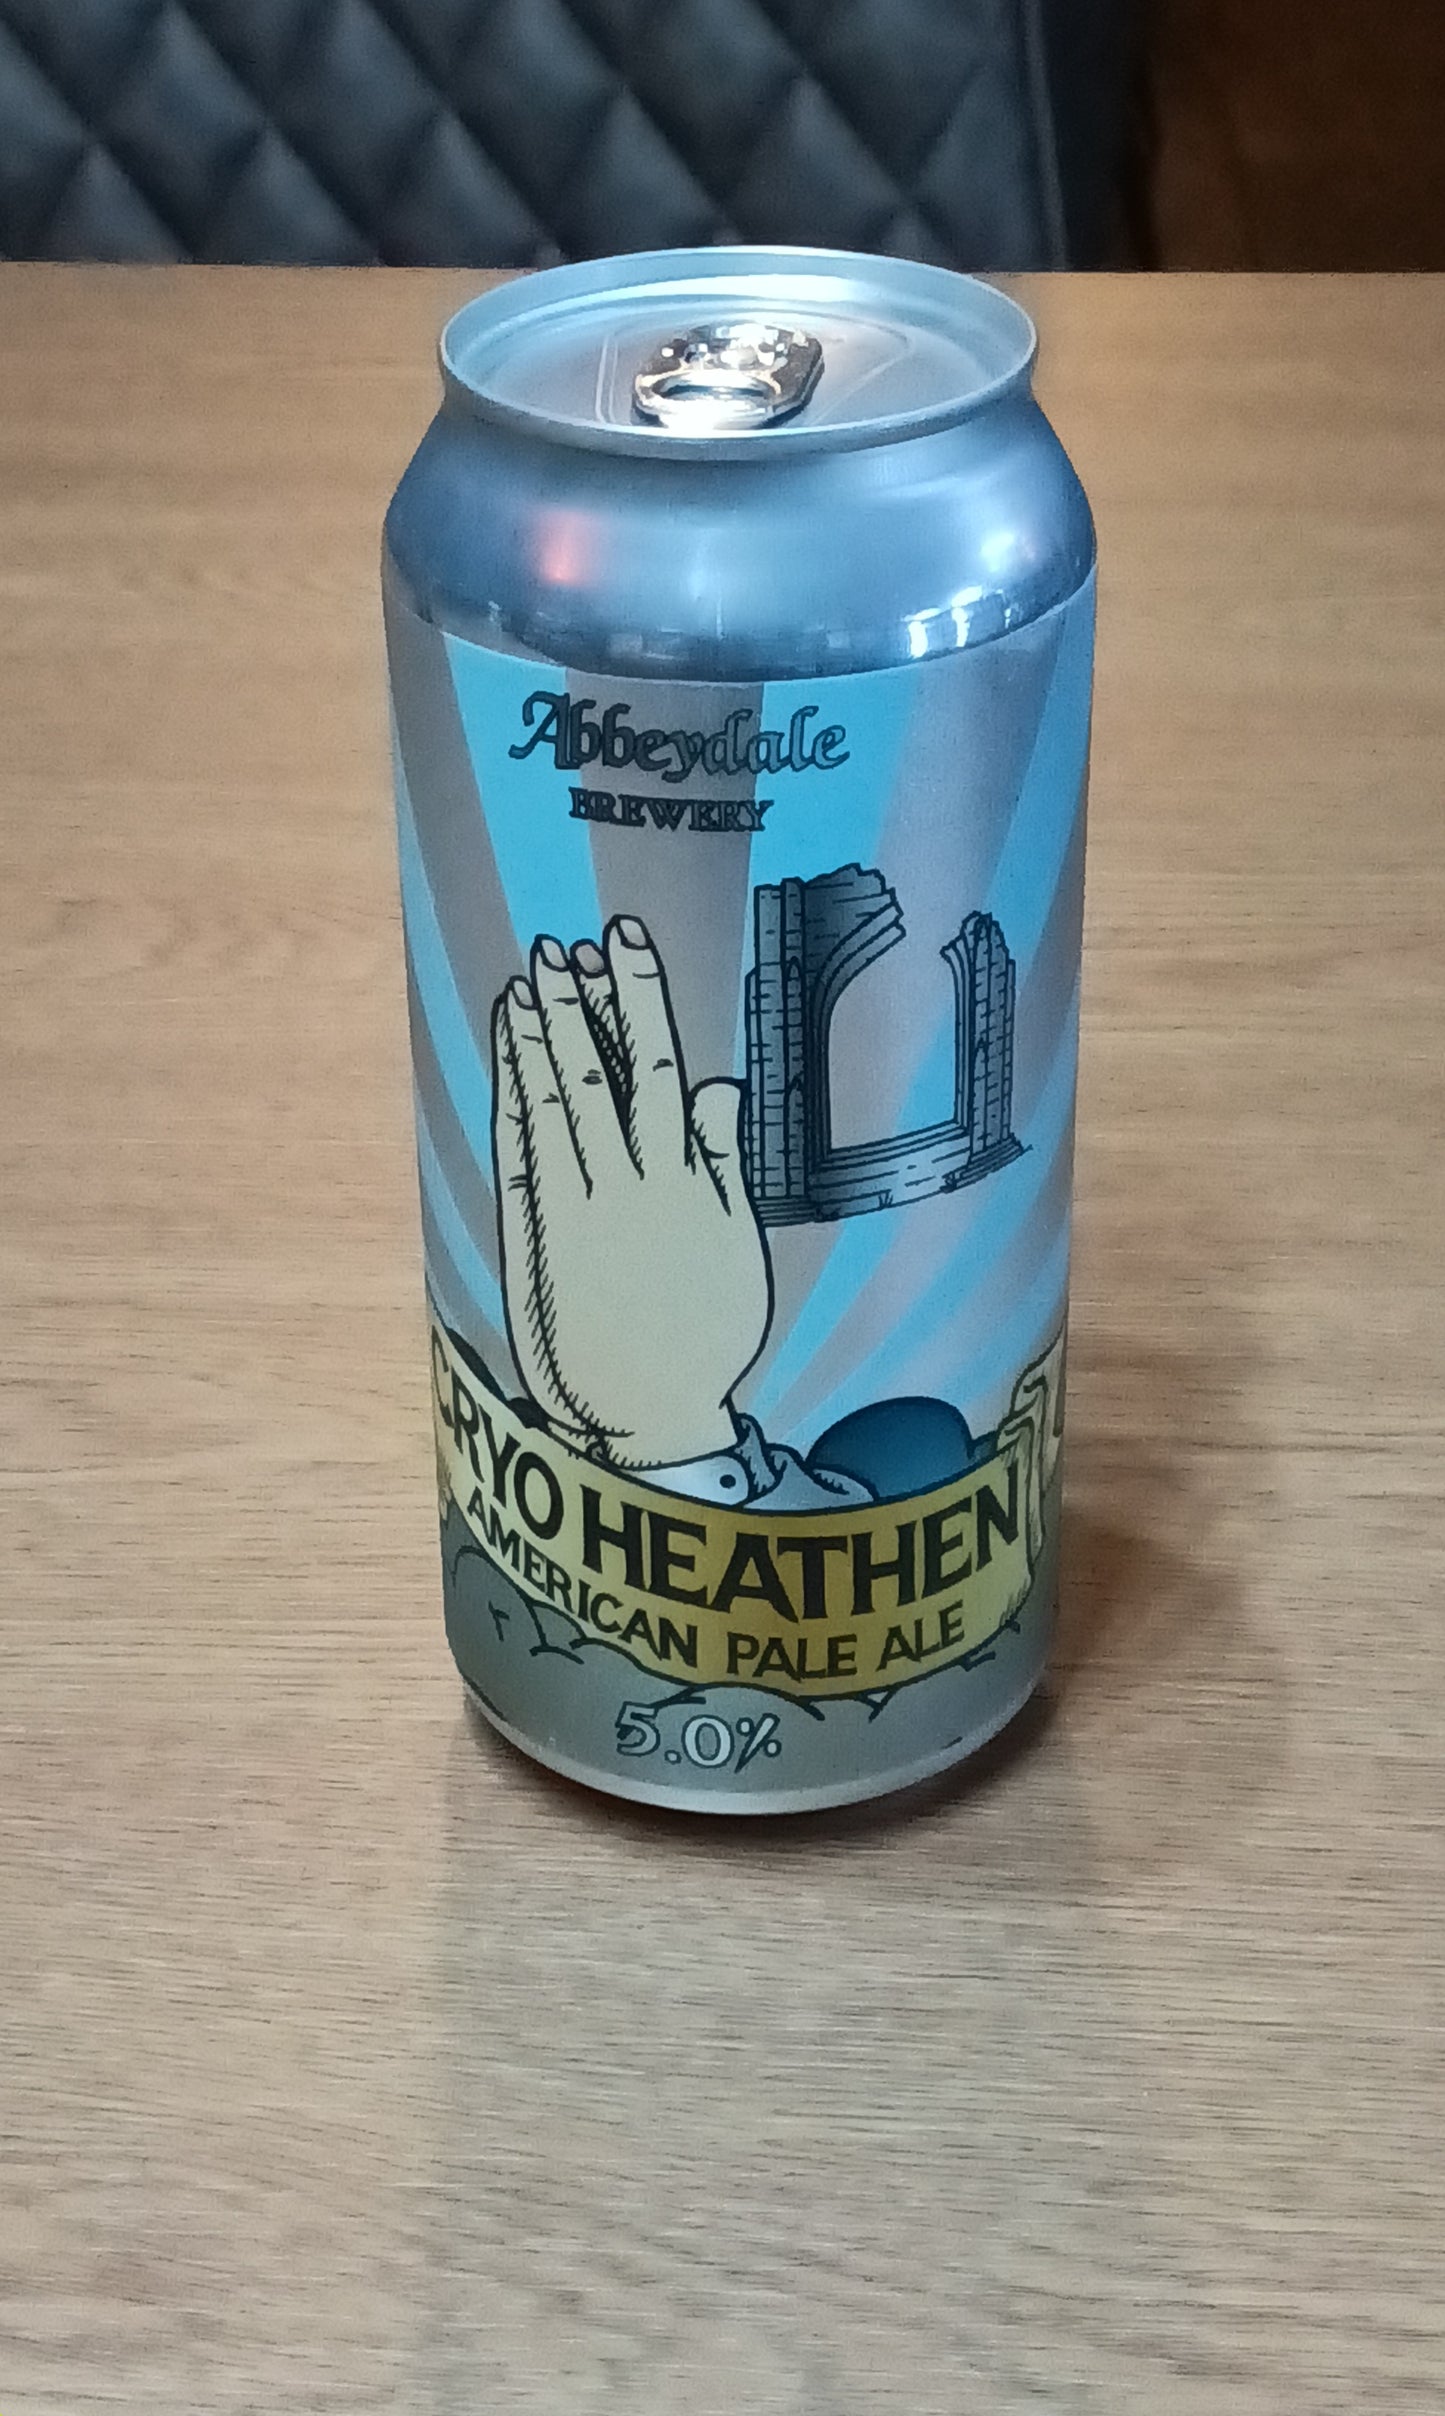 Abbeydale
BREWERY
CRYO HEATHEN
AMERICAN PALE ALE
5.0%